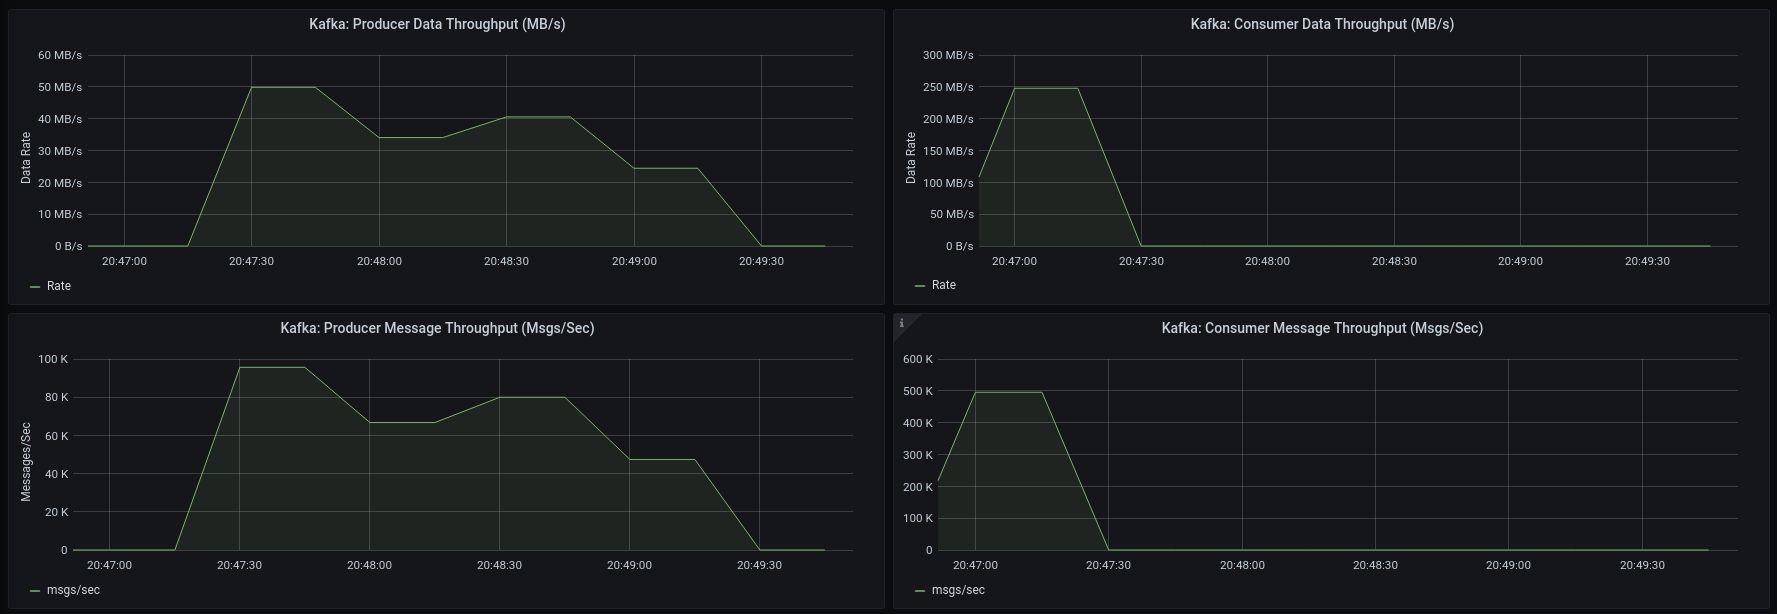 Kafka: Producer Data Throughput (MB/s)
60 MB/s
50 MB/s
40 MB/s
30 MB/s
20 MB/s
10 MB/s
0 B/s
Data Rate
20:47:00 20:47:30 20:48:00 20:48:30 20:49:00 20:49:30
Rate
Kafka: Consumer Data Throughput (MB/s)
300 MB/s
250 MB/s
200 MB/s
150 MB/s
100 MB/s
50 MB/s
0 B/s
Data Rate
20:47:00 20:47:30 20:48:00 20:48:30 20:49:00 20:49:30
Rate
Kafka: Producer Message Throughput (Msgs/Sec)
100 K
80 K
60 K
40 K
20 K
0
Messages/Sec
20:47:00 20:47:30 20:48:00 20:48:30 20:49:00 20:49:30
msgs/sec
i
Kafka: Consumer Message Throughput (Msgs/Sec)
600 K
500 K
400 K
300 K
200 K
100 K
0
20:47:00 20:47:30 20:48:00 20:48:30 20:49:00 20:49:30
msgs/sec